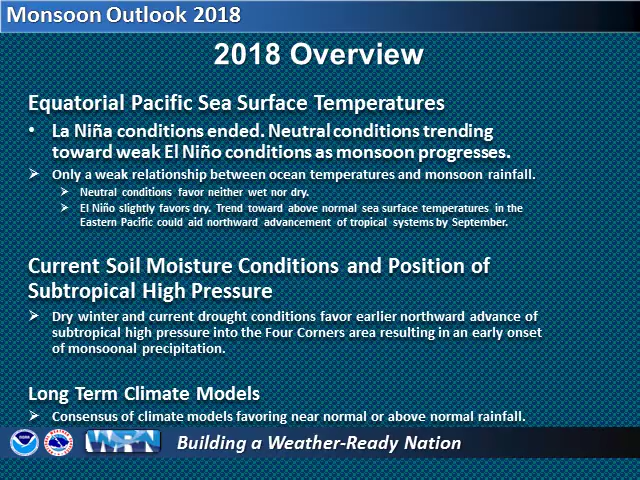 Monsoon Outlook 2018
2018 Overview
Equatorial Pacific Sea Surface Temperatures
• La Niña conditions ended. Neutral conditions trending
toward weak El Niño conditions as monsoon progresses.
➢ Only a weak relationship between ocean temperatures and monsoon rainfall.
➢ Neutral conditions favor neither wet nor dry.
➢ El Niño slightly favors dry. Trend toward above normal sea surface temperatures in the
Eastern Pacific could aid northward advancement of tropical systems by September.
Current Soil Moisture Conditions and Position of
Subtropical High Pressure
➢ Dry winter and current drought conditions favor earlier northward advance of
subtropical high pressure into the Four Corners area resulting in an early onset
of monsoonal precipitation.
Long Term Climate Models
➢ Consensus of climate models favoring near normal or above normal rainfall.
WRN
Building a Weather-Ready Nation